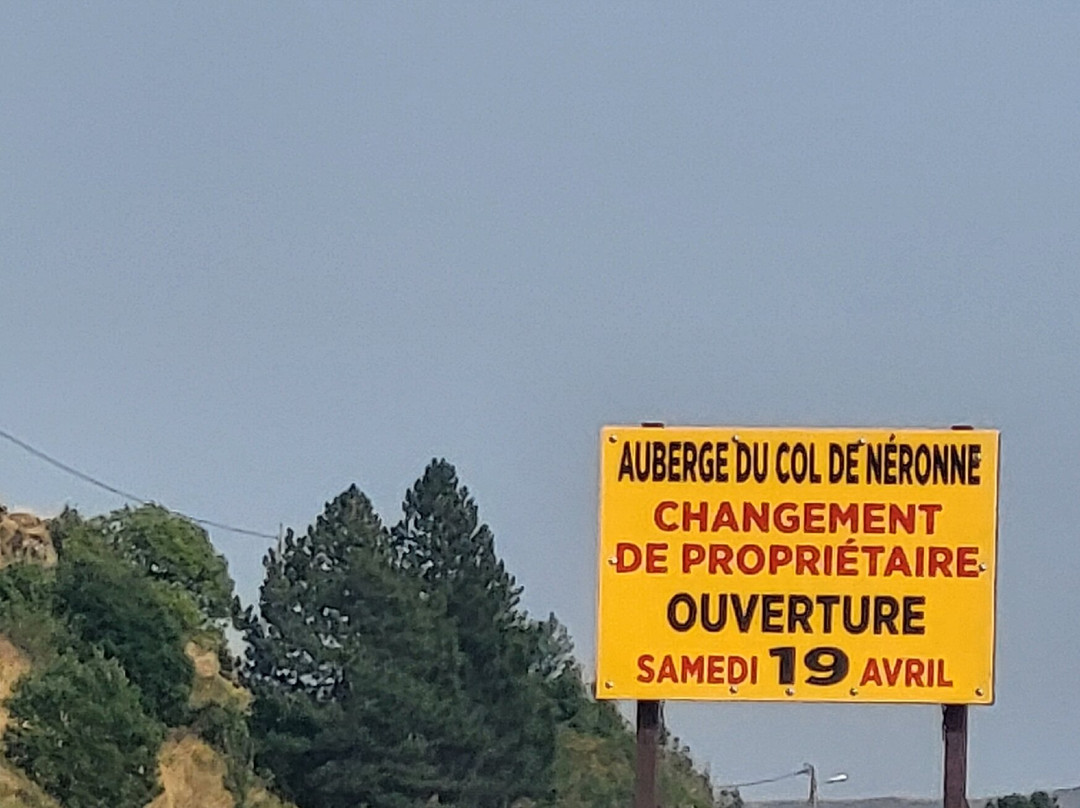 AUBERGE DU COL DE NÉRONNE
CHANGEMENT
DE PROPRIÉTAIRE
OUVERTURE
SAMEDI 19 AVRIL